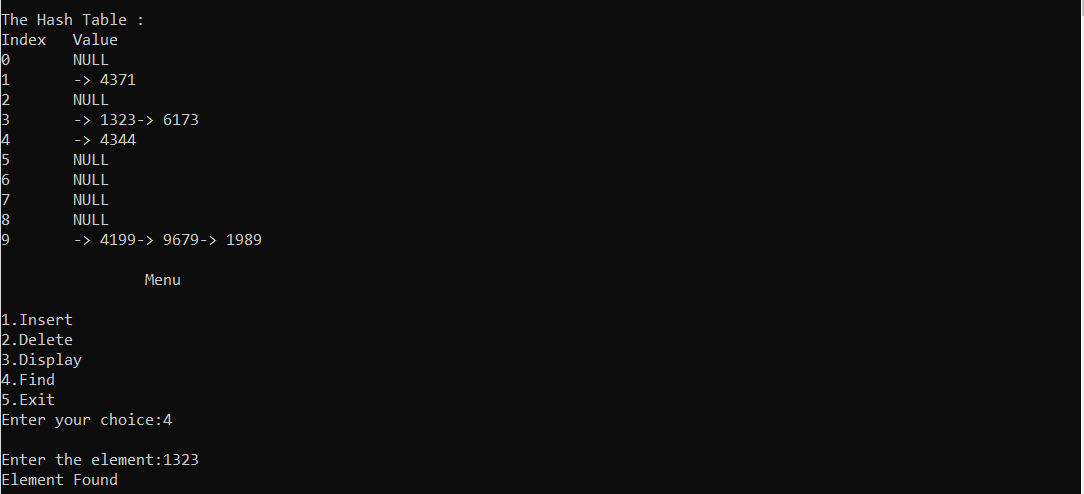 The Hash Table :
Index   Value
0       NULL
1       -> 4371
2       NULL
3       -> 1323-> 6173
4       -> 4344
5       NULL
6       NULL
7       NULL
8       NULL
9       -> 4199-> 9679-> 1989
Menu
1.Insert
2.Delete
3.Display
4.Find
5.Exit
Enter your choice:4
Enter the element:1323
Element Found